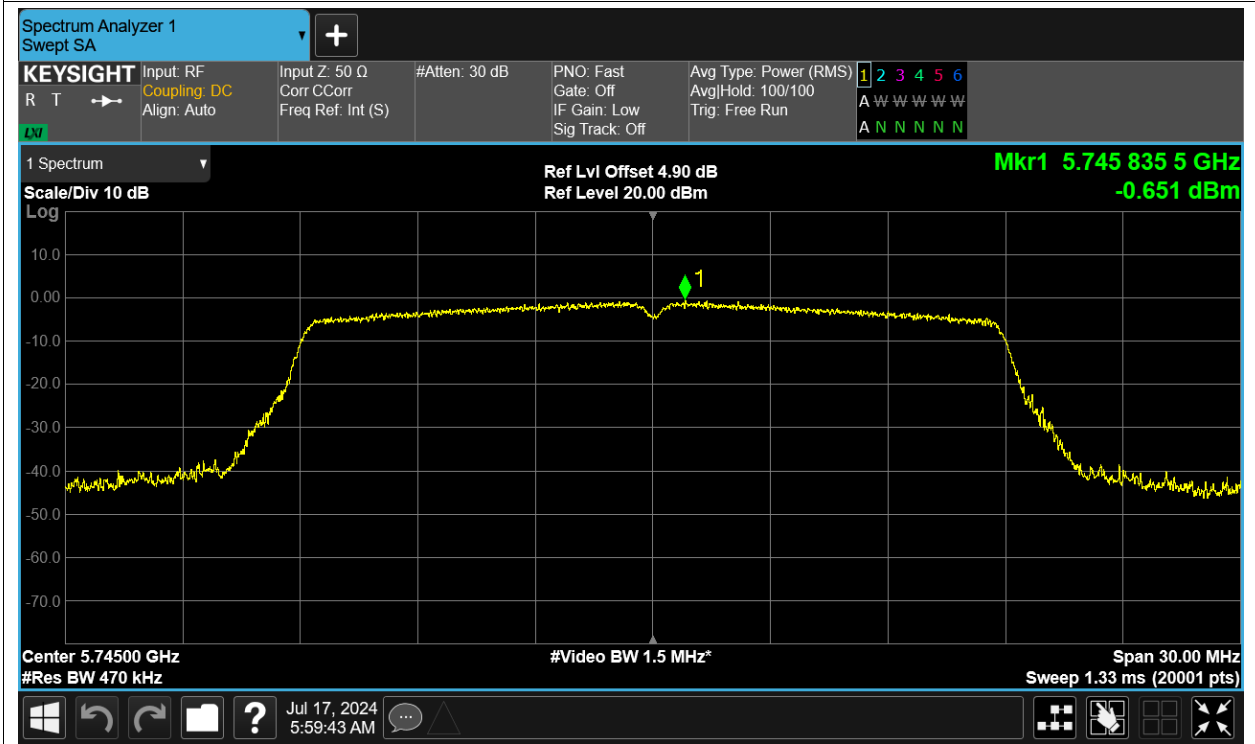 Spectrum Analyzer 1
Swept SA
+
KEYSIGHT
R T
LXI
Input: RF
Coupling: DC
Align: Auto
Input Z: 50 Ω
Corr CCorr
Freq Ref: Int (S)
#Atten: 30 dB
PNO: Fast
Gate: Off
IF Gain: Low
Sig Track: Off
Avg Type: Power (RMS)
Avg|Hold: 100/100
Trig: Free Run
1 2 3 4 5 6
A W W W W W
A N N N N N
1 Spectrum
Scale/Div 10 dB
Ref Lvl Offset 4.90 dB
Ref Level 20.00 dBm
Mkr1 5.745 835 5 GHz
-0.651 dBm
Log
10.0
0.00
-10.0
-20.0
-30.0
-40.0
-50.0
-60.0
-70.0
1
Center 5.74500 GHz
#Video BW 1.5 MHz*
Span 30.00 MHz
#Res BW 470 kHz
Sweep 1.33 ms (20001 pts)
?
Jul 17, 2024
5:59:43 AM